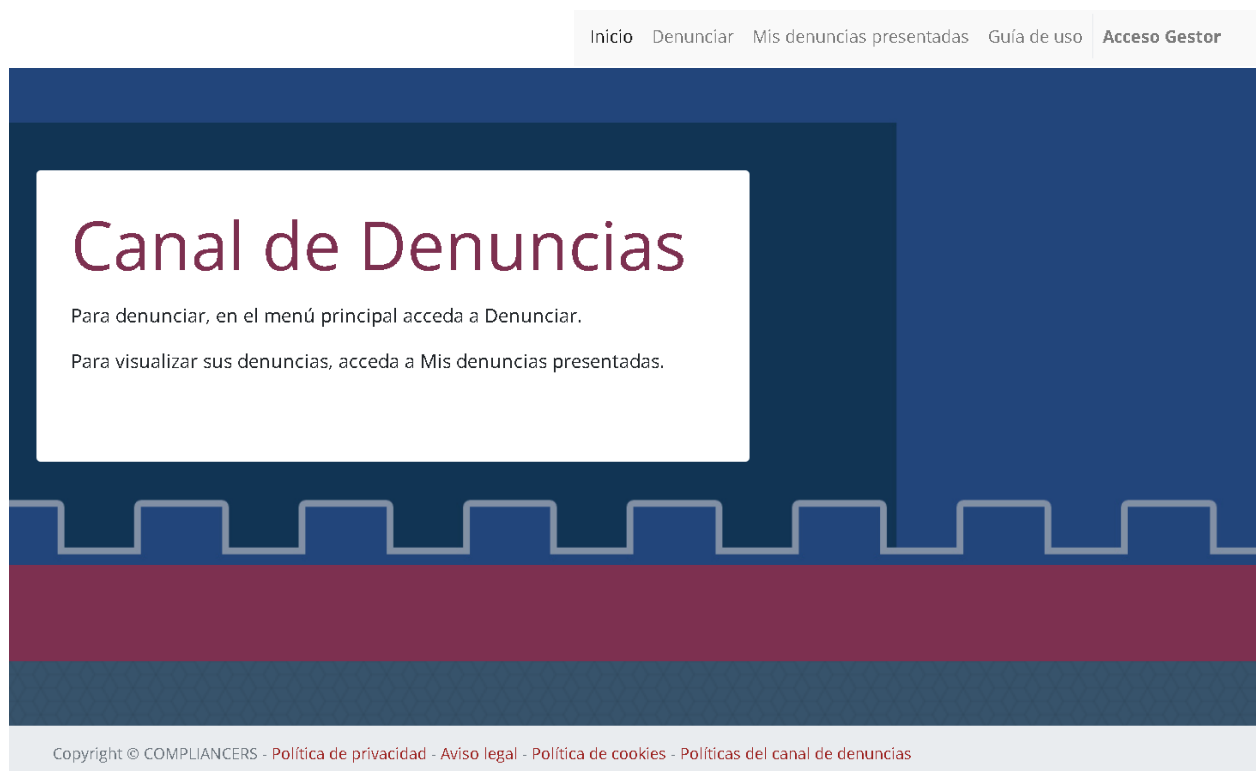 Inicio Denunciar Mis denuncias presentadas Guía de uso Acceso Gestor
Canal de Denuncias
Para denunciar, en el menú principal acceda a Denunciar.
Para visualizar sus denuncias, acceda a Mis denuncias presentadas.
Copyright © COMPLIANCERS - Política de privacidad - Aviso legal - Política de cookies - Políticas del canal de denuncias